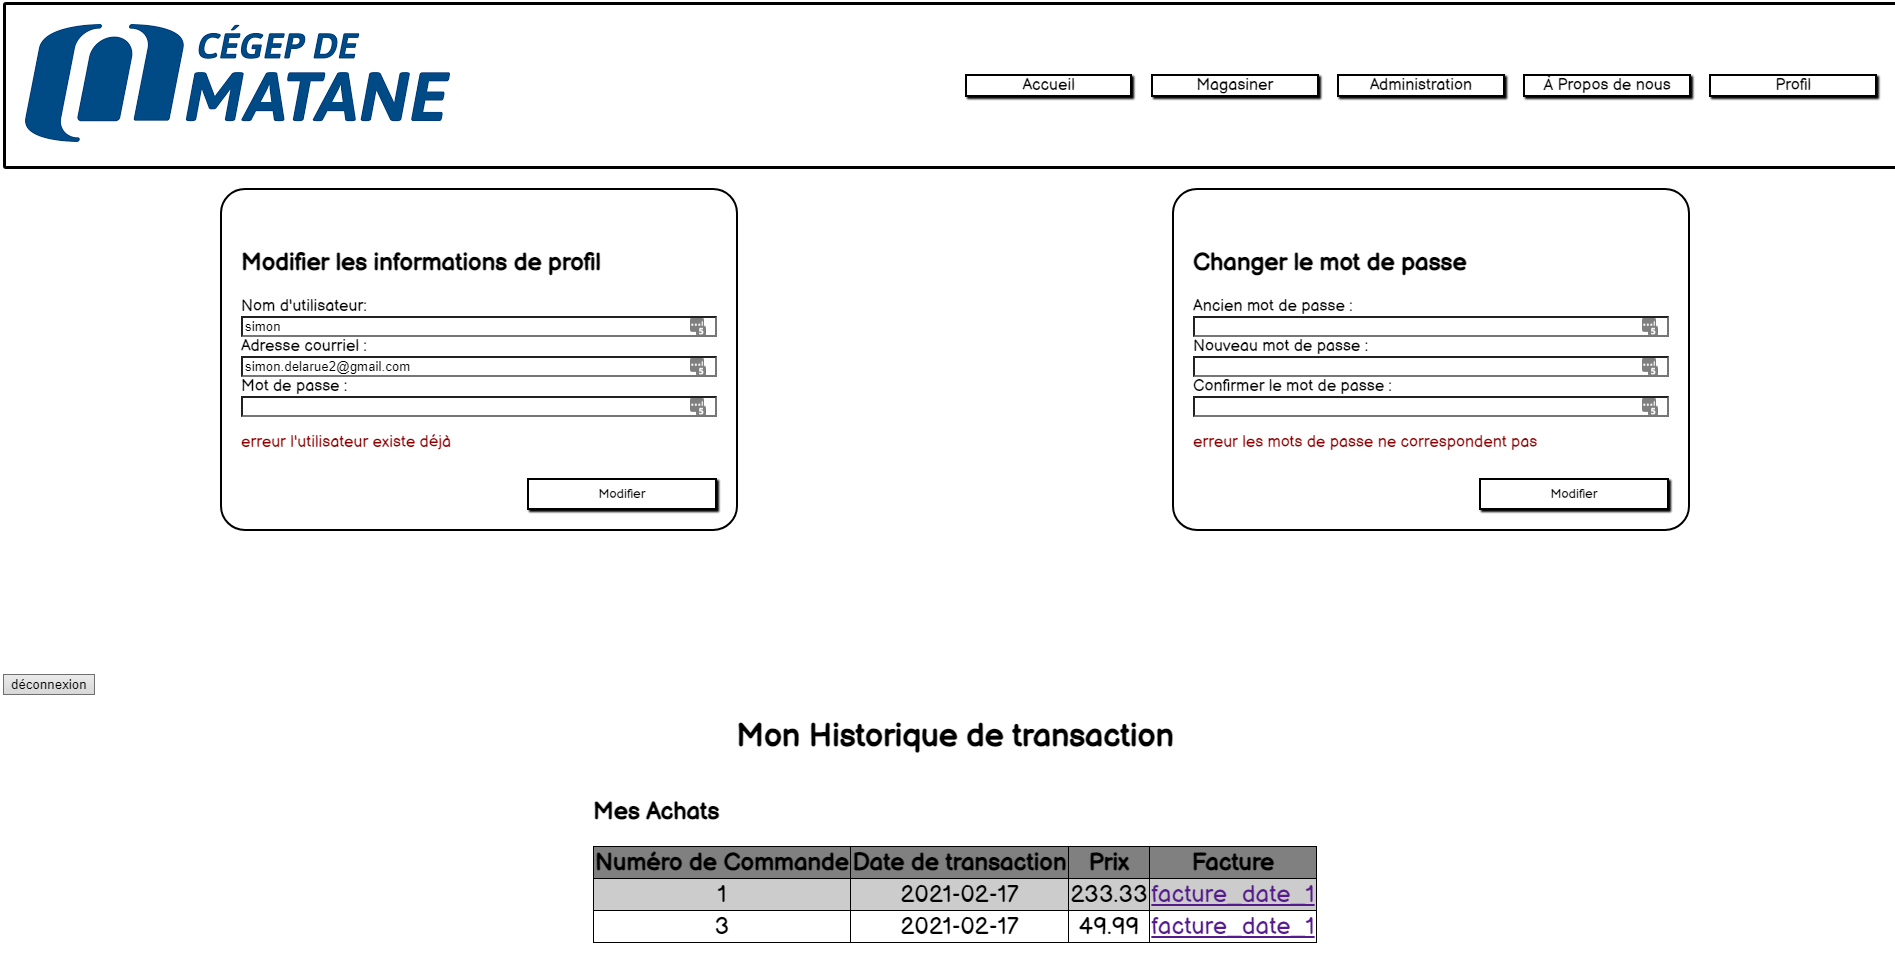 CÉGEP DE
MATANE
Accueil
Magasiner
Administration
À Propos de nous
Profil
Modifier les informations de profil
Nom d'utilisateur:
simon
Adresse courriel :
simon.delarue2@gmail.com
Mot de passe :
erreur l'utilisateur existe déjà
Modifier
Changer le mot de passe
Ancien mot de passe :
Nouveau mot de passe :
Confirmer le mot de passe :
erreur les mots de passe ne correspondent pas
Modifier
déconnexion
Mon Historique de transaction
Mes Achats
Numéro de Commande Date de transaction Prix Facture
1 2021-02-17 233.33 facture_date_1
3 2021-02-17 49.99 facture_date_1